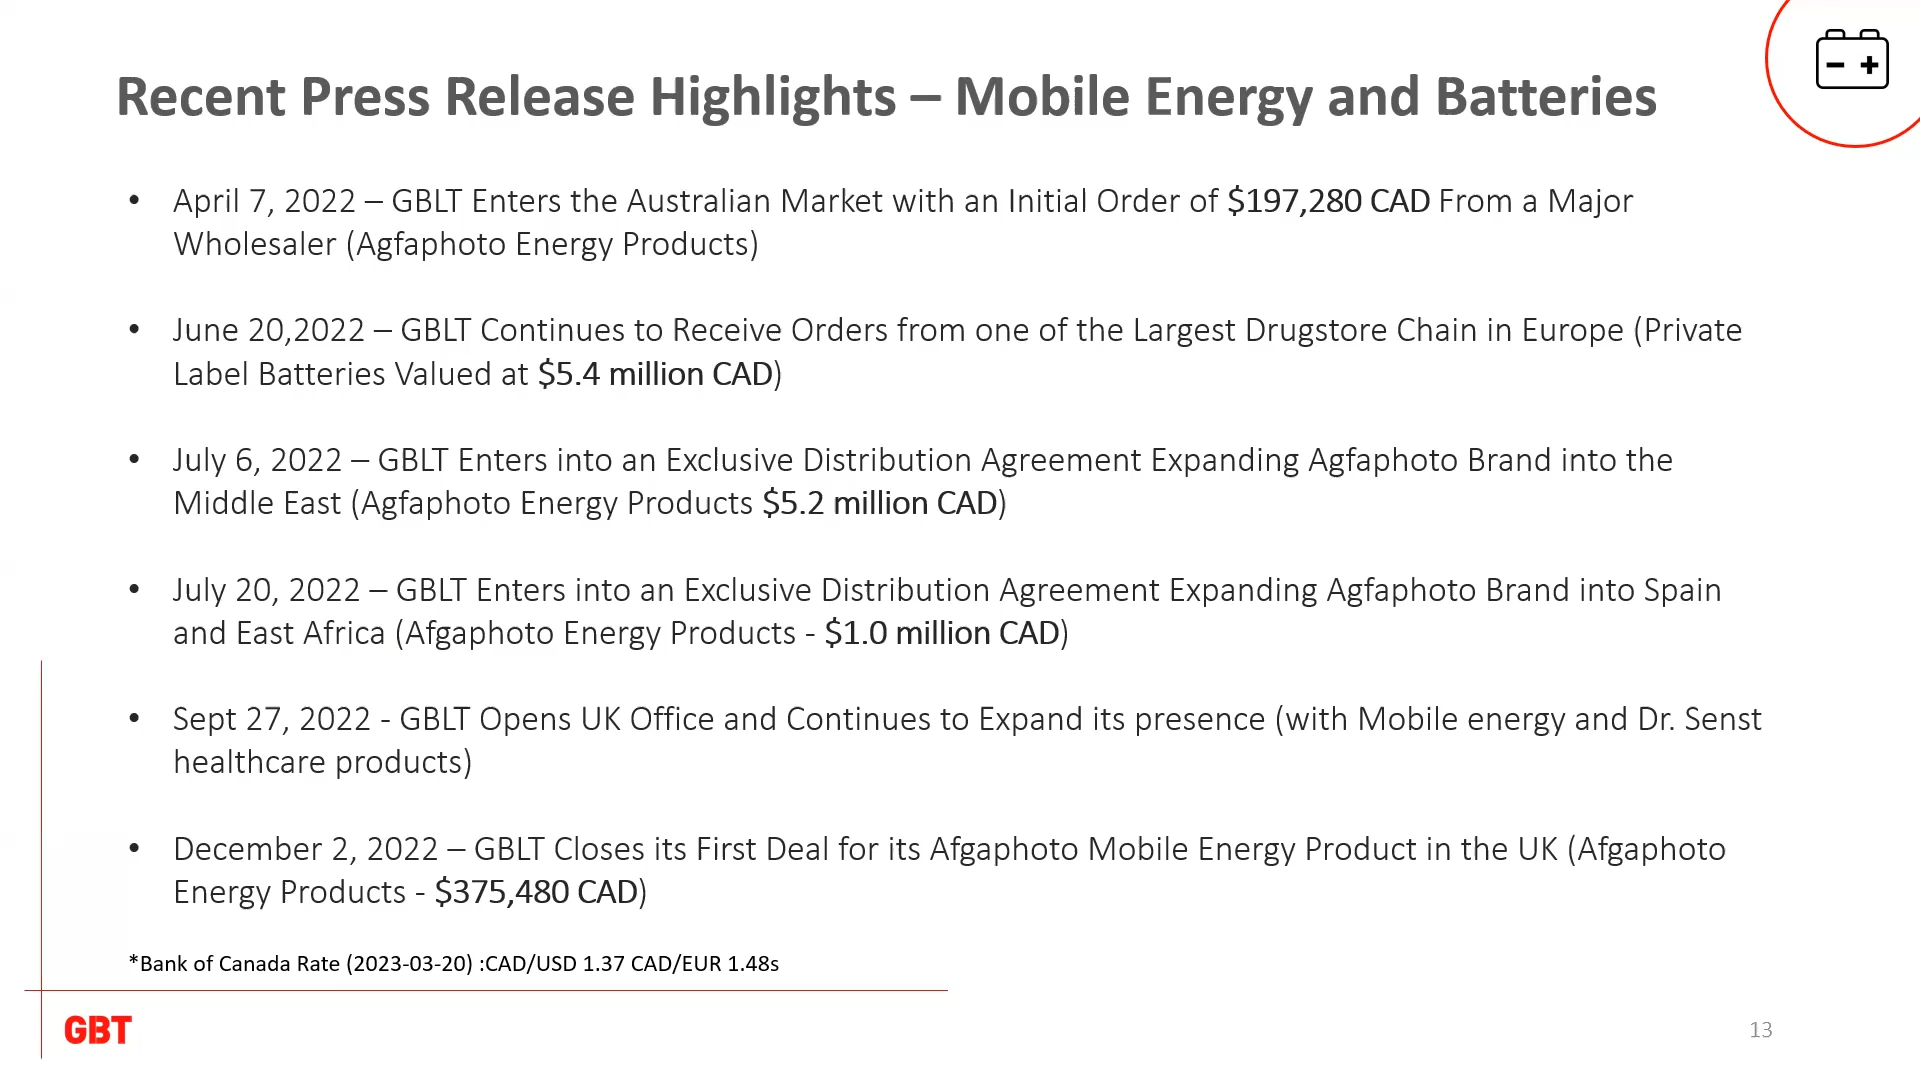 Recent Press Release Highlights – Mobile Energy and Batteries
• April 7, 2022 – GBLT Enters the Australian Market with an Initial Order of $197,280 CAD From a Major
Wholesaler (Agfaphoto Energy Products)
• June 20,2022 – GBLT Continues to Receive Orders from one of the Largest Drugstore Chain in Europe (Private
Label Batteries Valued at $5.4 million CAD)
• July 6, 2022 – GBLT Enters into an Exclusive Distribution Agreement Expanding Agfaphoto Brand into the
Middle East (Agfaphoto Energy Products $5.2 million CAD)
• July 20, 2022 – GBLT Enters into an Exclusive Distribution Agreement Expanding Agfaphoto Brand into Spain
and East Africa (Afgaphoto Energy Products - $1.0 million CAD)
• Sept 27, 2022 - GBLT Opens UK Office and Continues to Expand its presence (with Mobile energy and Dr. Senst
healthcare products)
• December 2, 2022 – GBLT Closes its First Deal for its Afgaphoto Mobile Energy Product in the UK (Afgaphoto
Energy Products - $375,480 CAD)
*Bank of Canada Rate (2023-03-20) :CAD/USD 1.37 CAD/EUR 1.48s
GBT
13